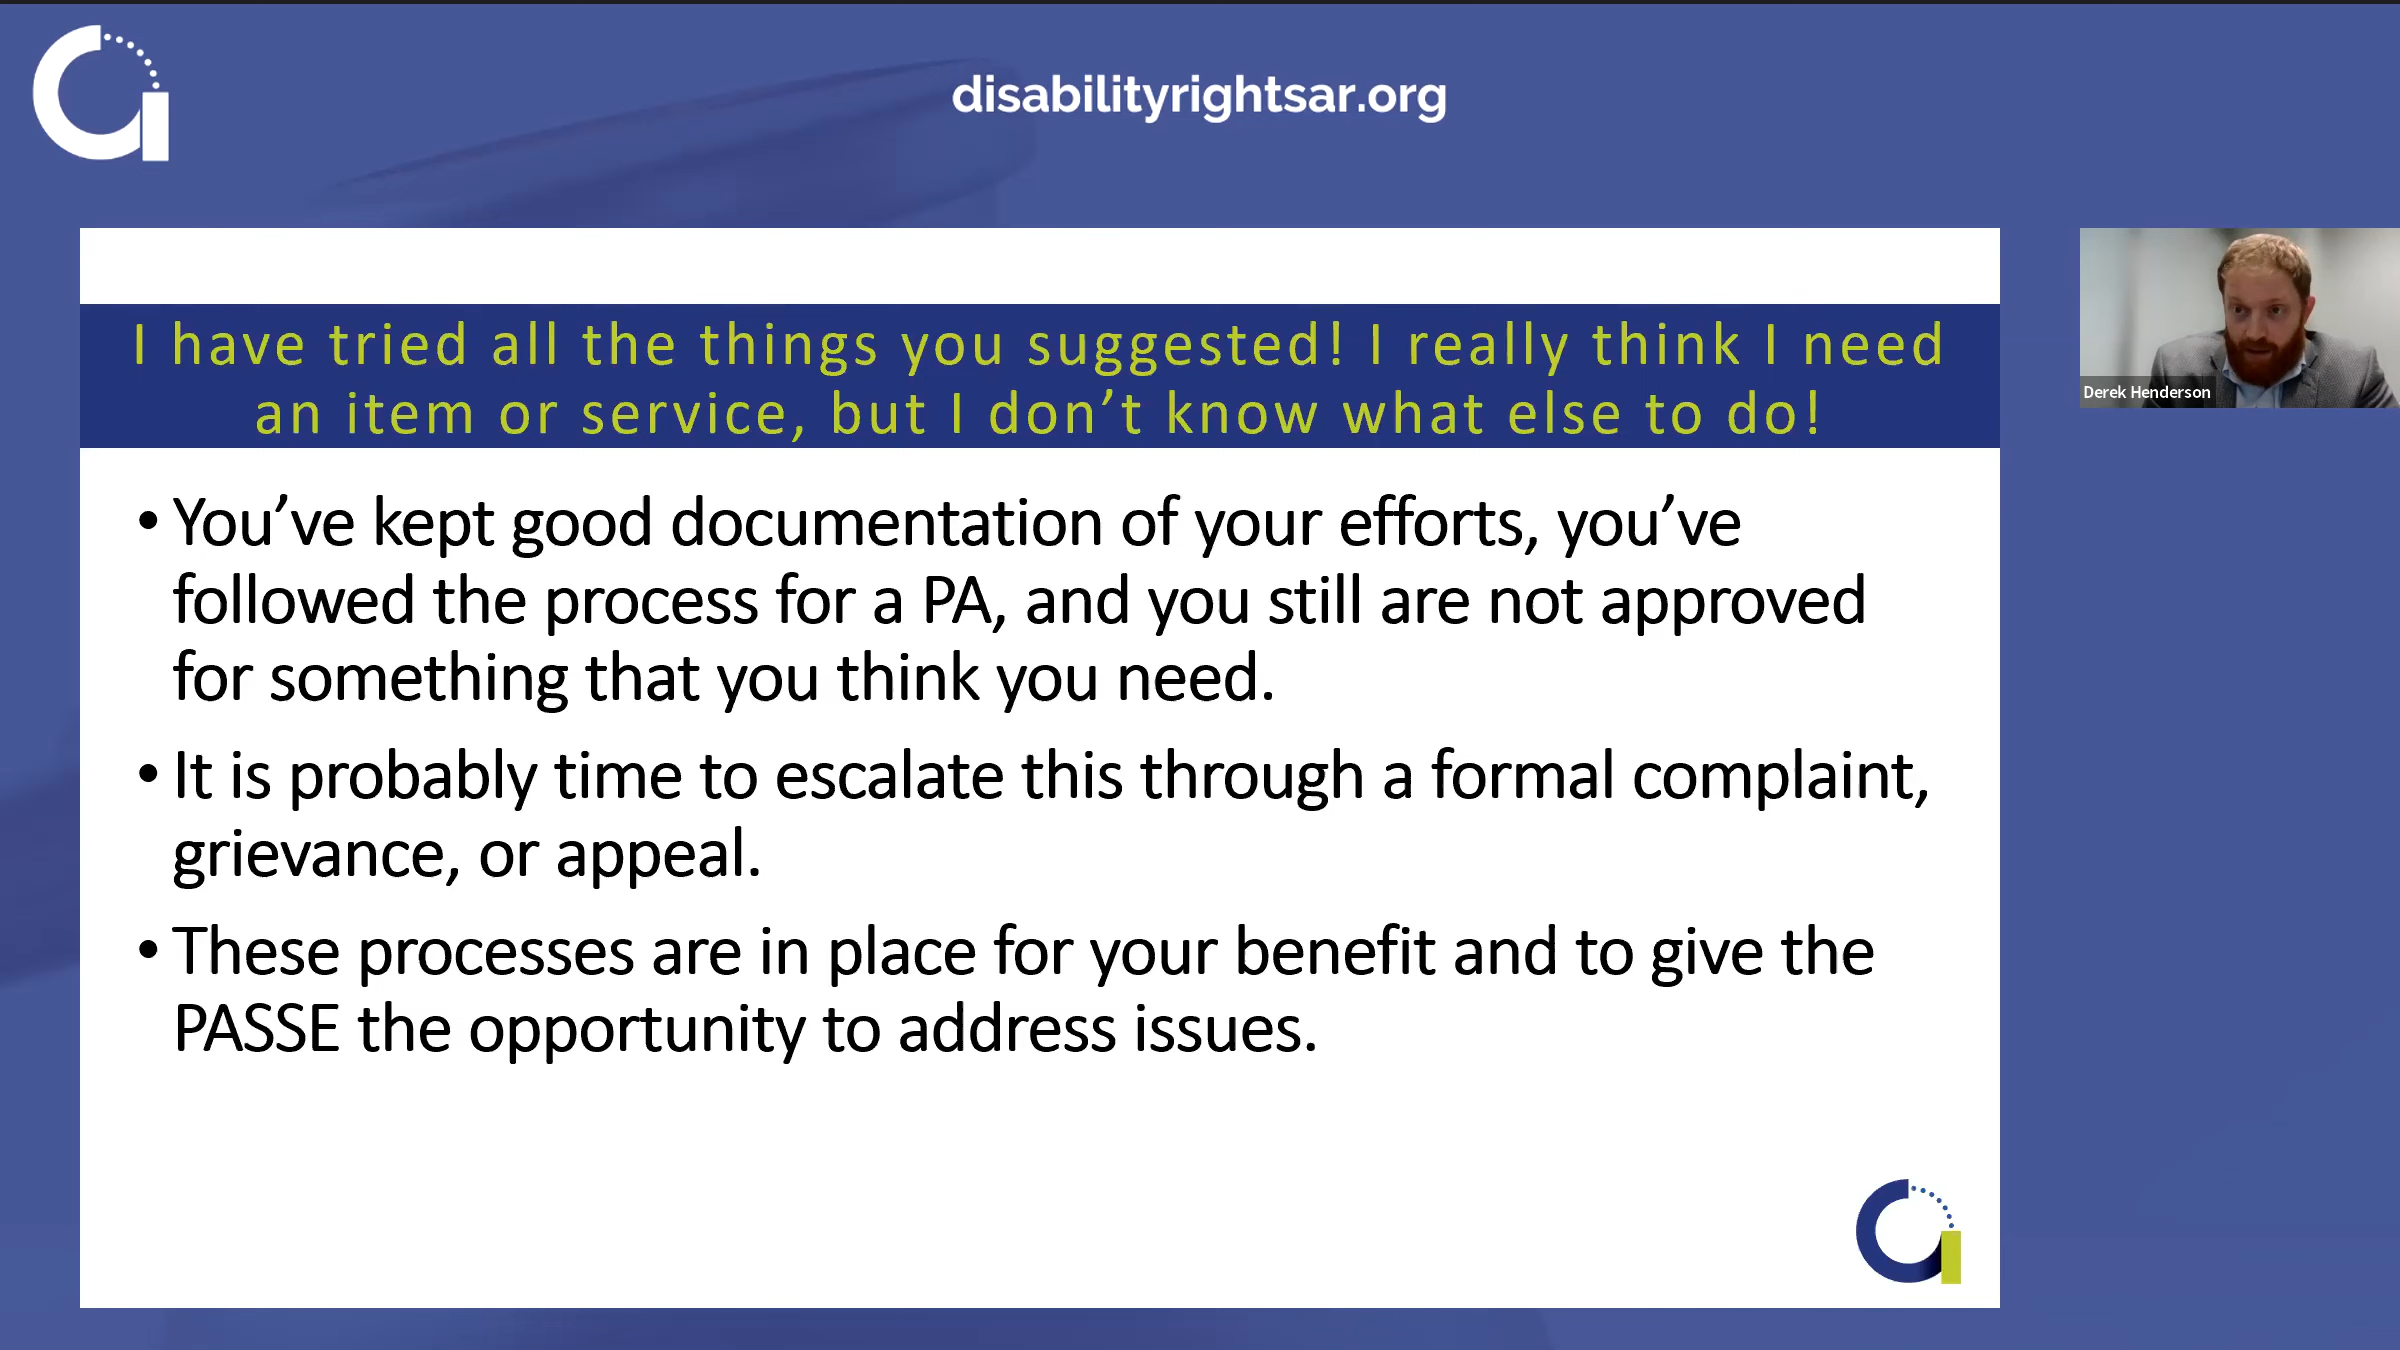 disabilityrightsar.org
I have tried all the things you suggested! I really think I need
an item or service, but I don’t know what else to do!
• You’ve kept good documentation of your efforts, you’ve
followed the process for a PA, and you still are not approved
for something that you think you need.
• It is probably time to escalate this through a formal complaint,
grievance, or appeal.
• These processes are in place for your benefit and to give the
PASSE the opportunity to address issues.
Derek Henderson